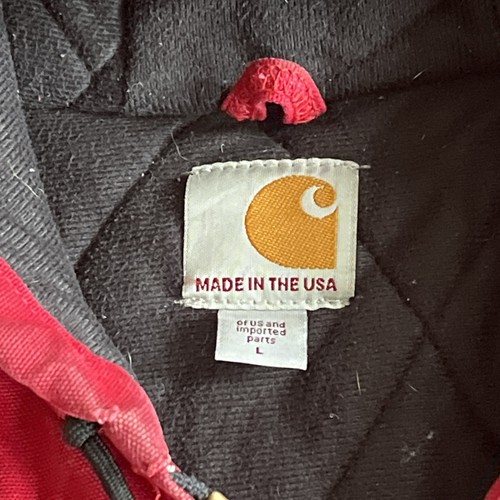 MADE IN THE USA
of US and
imported
parts
L